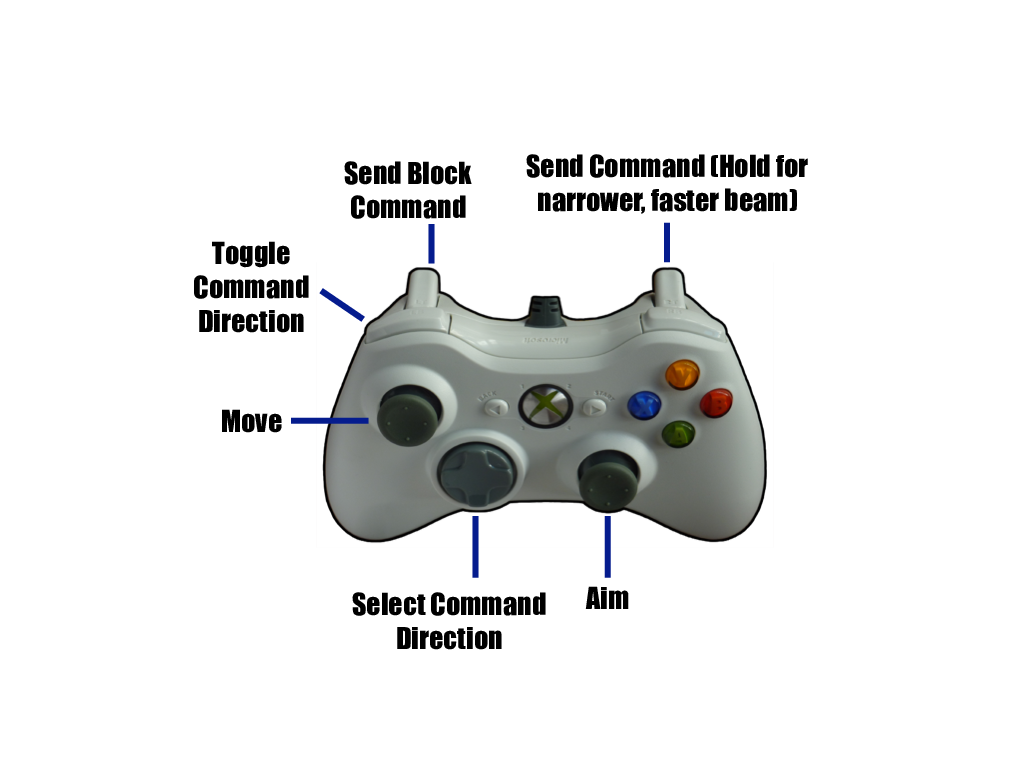 Send Block
Command
Send Command (Hold for
narrower, faster beam)
Toggle
Command
Direction
Move
Select Command
Direction
Aim
Y
X
B
A